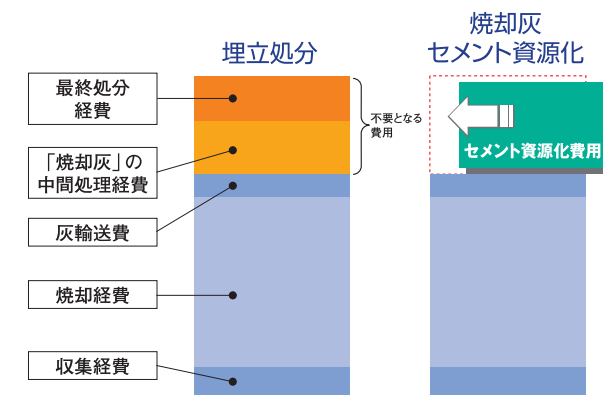 埋立処分
焼却灰
セメント資源化
最終処分
経費
「焼却灰」の
中間処理経費
灰輸送費
焼却経費
収集経費
不要となる
費用
セメント資源化費用